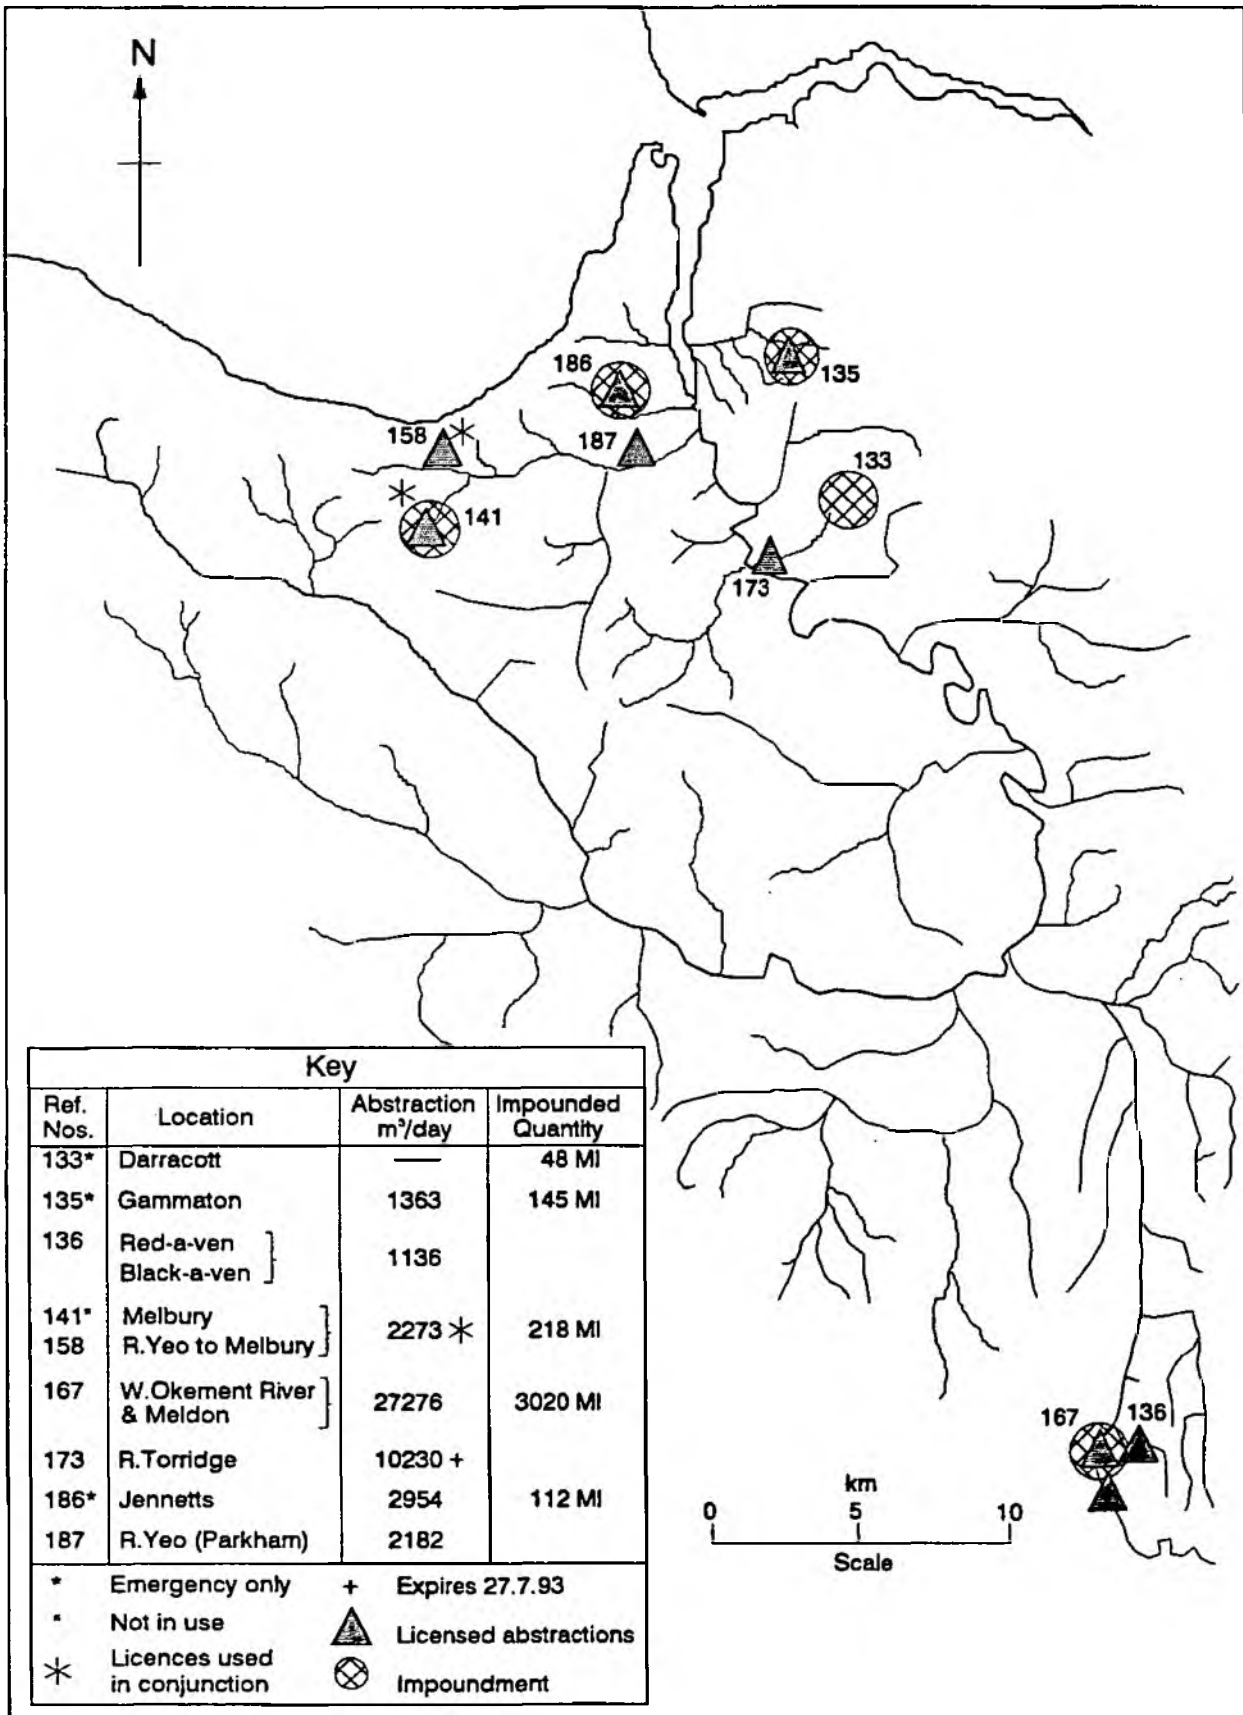 N
186
135
158
187
133
141
173
167
136
km
0 5 10
Scale
Key
Ref. Nos. Location Abstraction m³/day Impounded Quantity
133* Darracott — 48 Ml
135* Gammaton 1363 145 Ml
136 Red-a-ven
Black-a-ven 1136
141" Melbury
158 R.Yeo to Melbury 2273 * 218 Ml
167 W.Okement River
& Meldon 27276 3020 Ml
173 R.Torridge 10230 +
186* Jennetts 2954 112 Ml
187 R.Yeo (Parkham) 2182
* Emergency only + Expires 27.7.93
" Not in use Licensed abstractions
* Licences used
in conjunction Impoundment